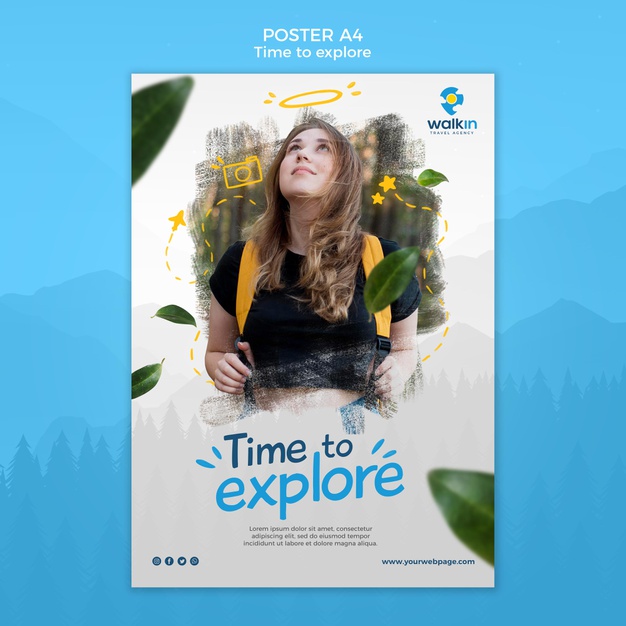 POSTER A4
Time to explore
walkin
TRAVEL AGENCY
Time to
explore
Lorem ipsum dolor sit amet, consectetur
adipiscing elit, sed do eiusmod tempor
incididunt ut labore dolore magna aliqua.
www.yourwebpage.com